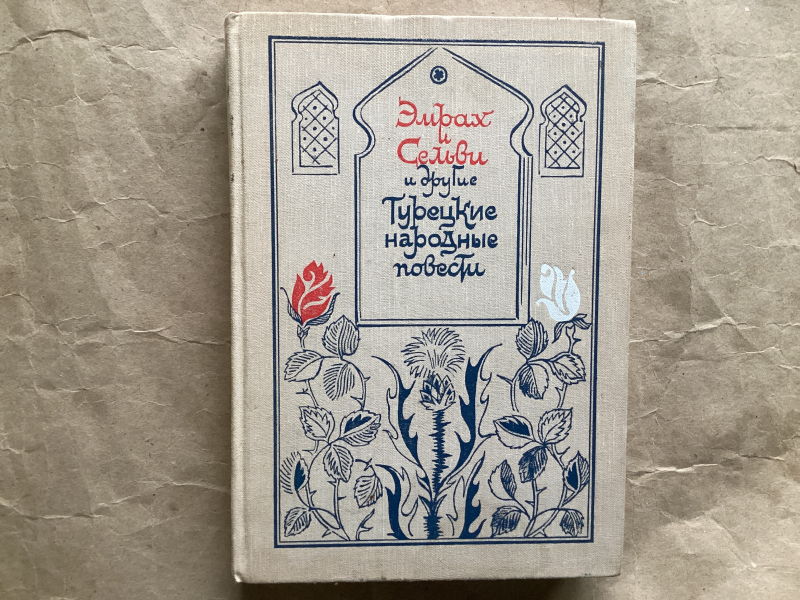 Эмрах
и
Сельви
и другие
Турецкие
народные
повести